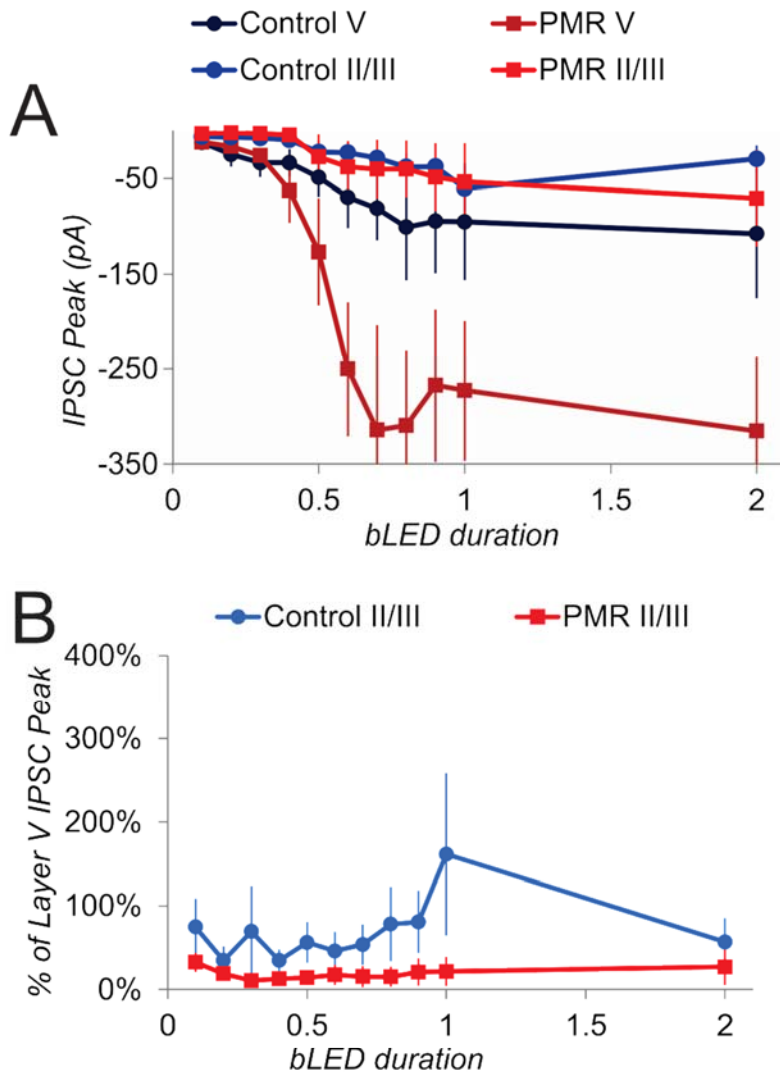 Control V PMR V
Control II/III PMR II/III
A
IPSC Peak (pA)
-50
-150
-250
-350
0 0.5 1 1.5 2
bLED duration
B
Control II/III PMR II/III
% of Layer V IPSC Peak
400%
300%
200%
100%
0%
0 0.5 1 1.5 2
bLED duration